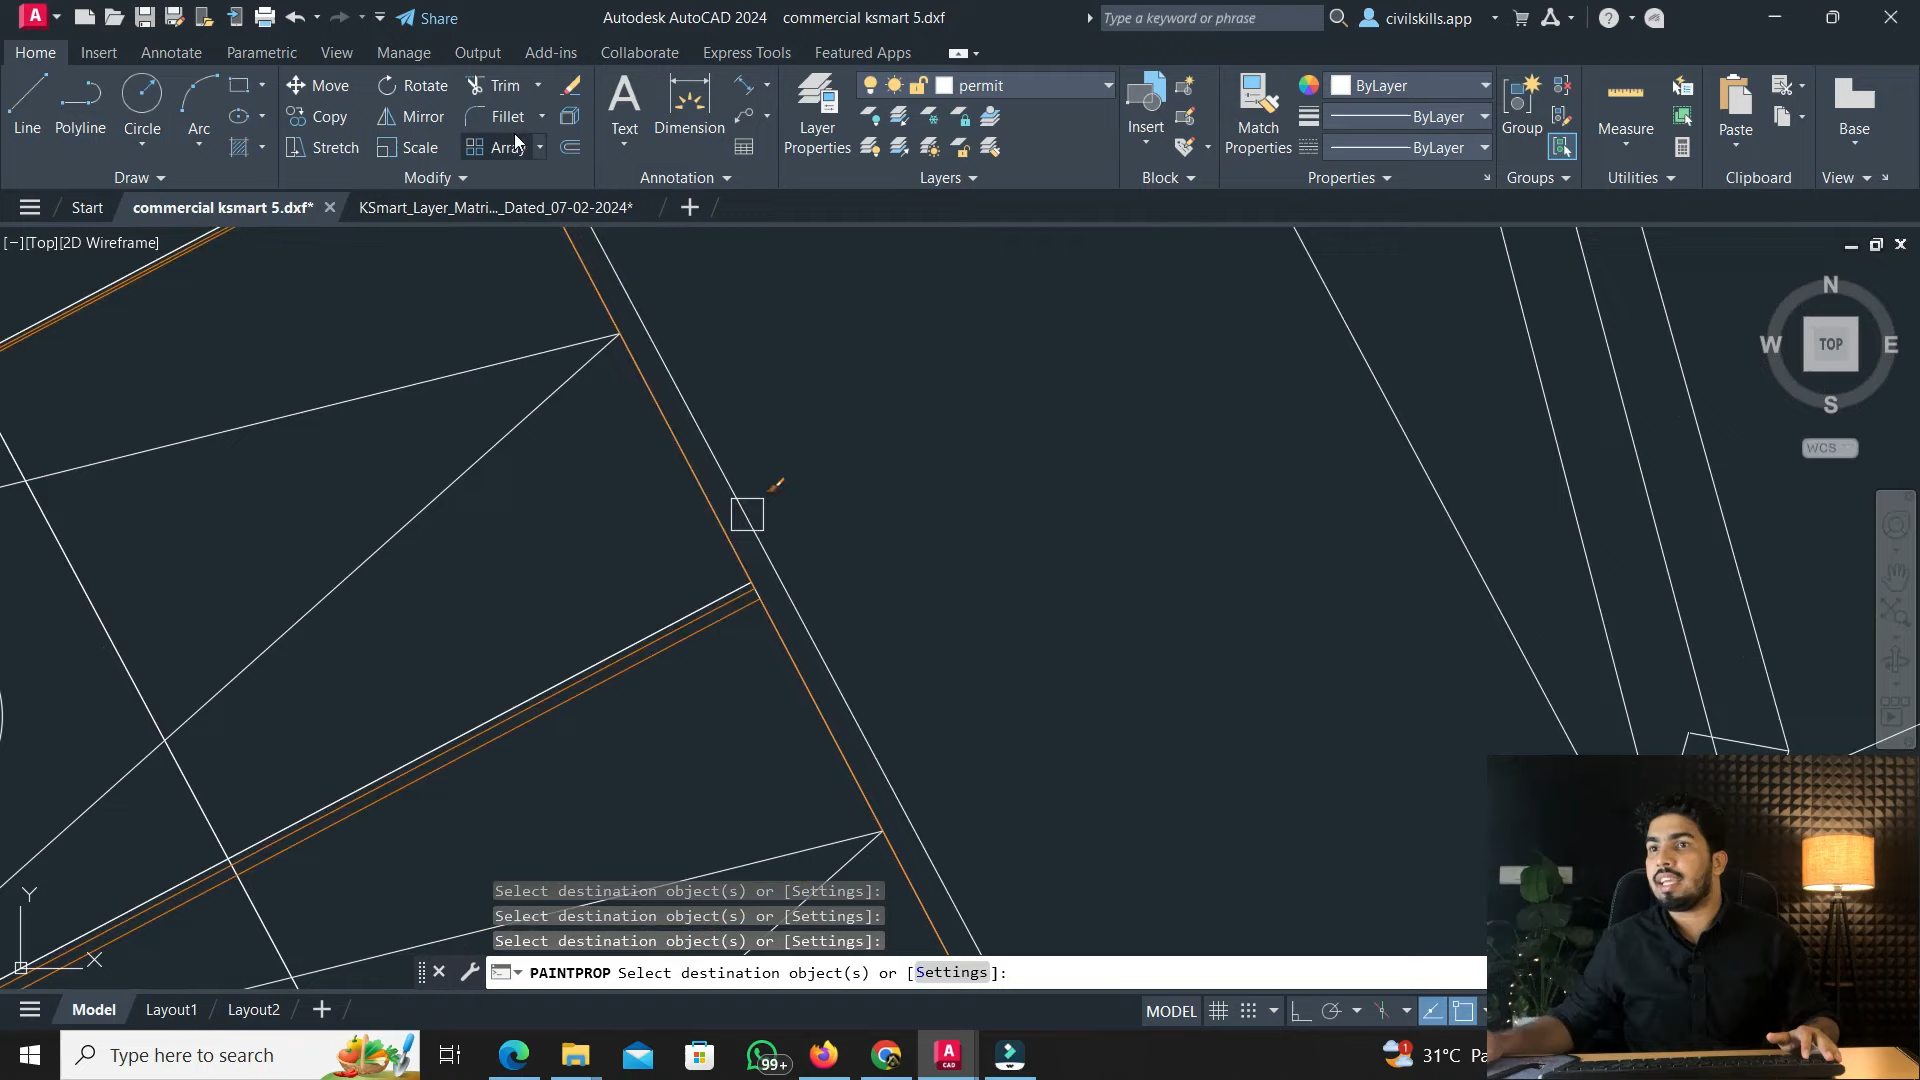 Share
Autodesk AutoCAD 2024 commercial ksmart 5.dxf
Type a keyword or phrase
civilskills.app
Home Insert Annotate Parametric View Manage Output Add-ins Collaborate Express Tools Featured Apps
Line Polyline Circle Arc
Move Rotate Trim
Copy Mirror Fillet
Stretch Scale Array
Text Dimension
Layer Properties
permit
Insert
Match Properties
ByLayer
ByLayer
ByLayer
Group
Measure
Paste
Base
Draw Modify Annotation Layers Block Properties Groups Utilities Clipboard View
Start commercial ksmart 5.dxf* KSmart_Layer_Matri..._Dated_07-02-2024*
[−][Top][2D Wireframe]
N
W TOP E
S
WCS
Y
X
Select destination object(s) or [Settings]:
Select destination object(s) or [Settings]:
Select destination object(s) or [Settings]:
PAINTPROP Select destination object(s) or [Settings]:
Model Layout1 Layout2
MODEL
Type here to search
99+
A CAD
1
31°C